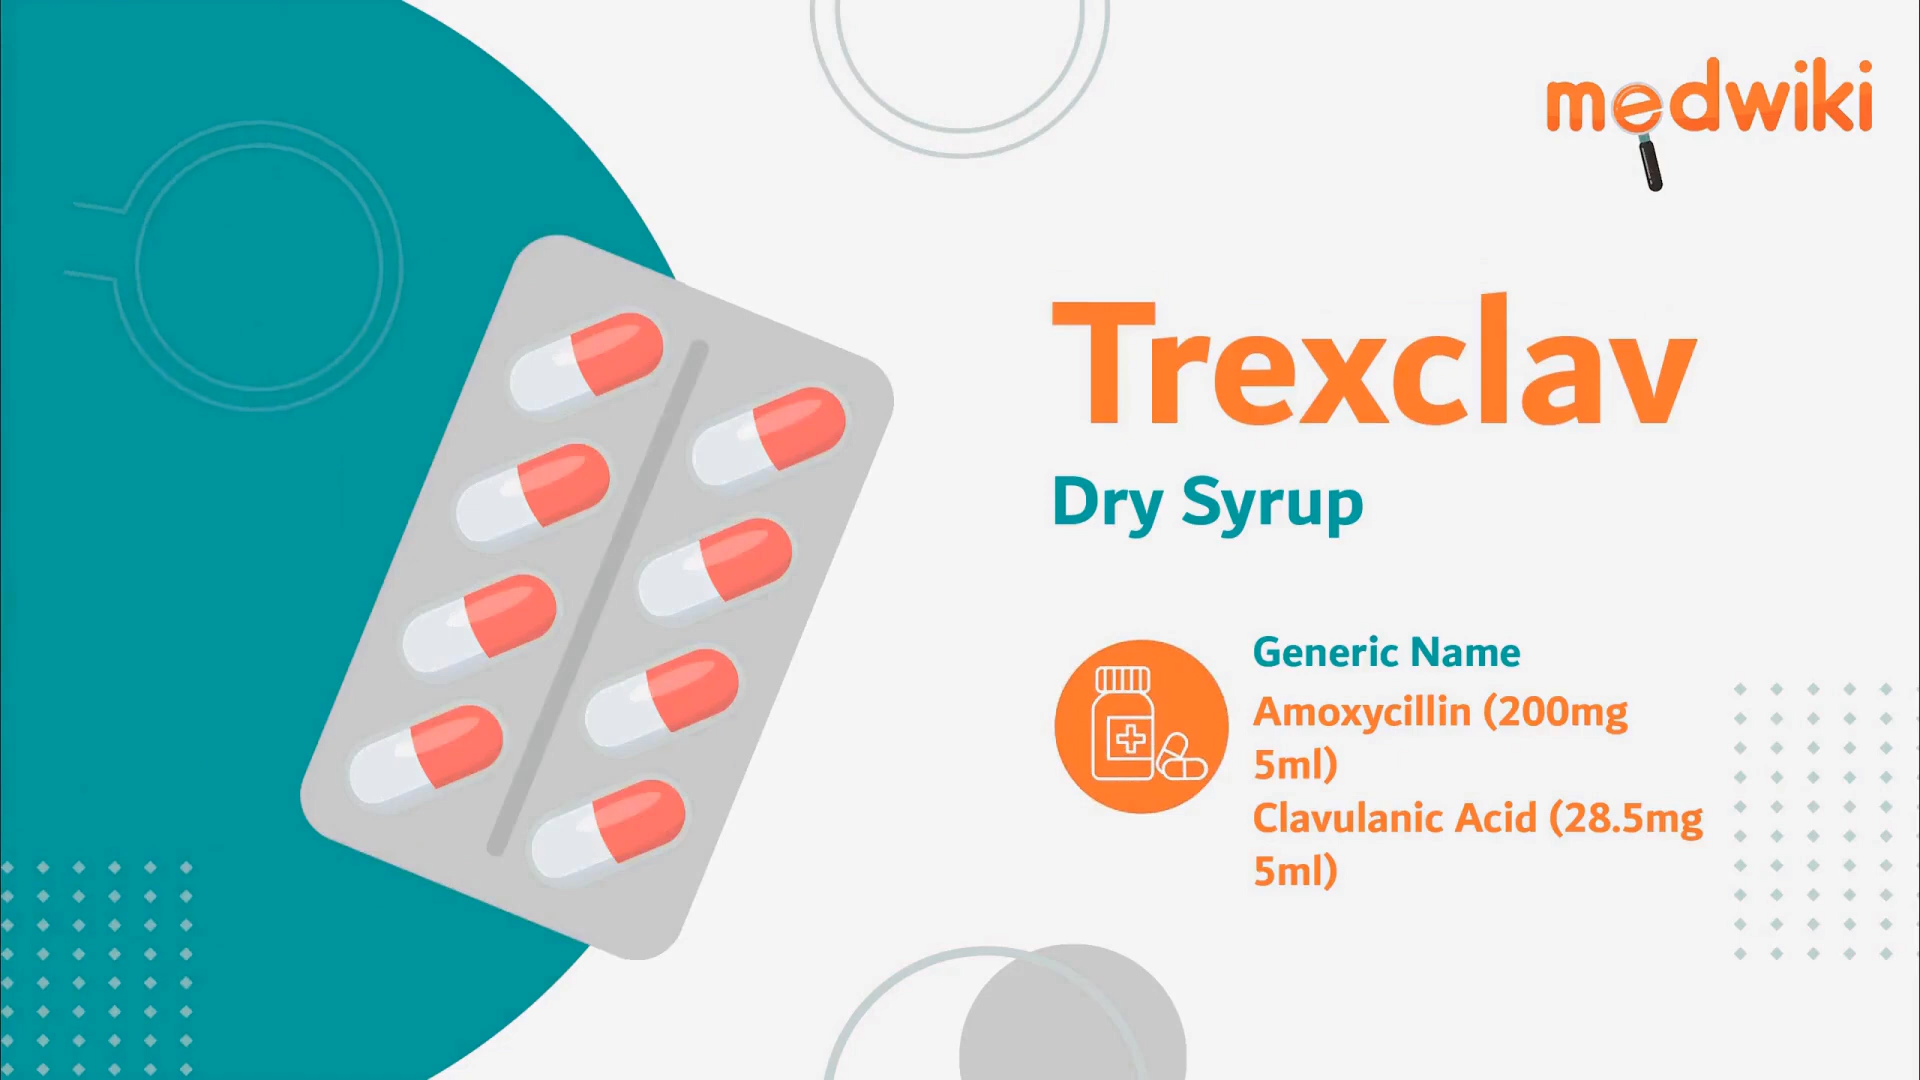 medwiki
Trexclav
Dry Syrup
Generic Name
Amoxycillin (200mg
5ml)
Clavulanic Acid (28.5mg
5ml)